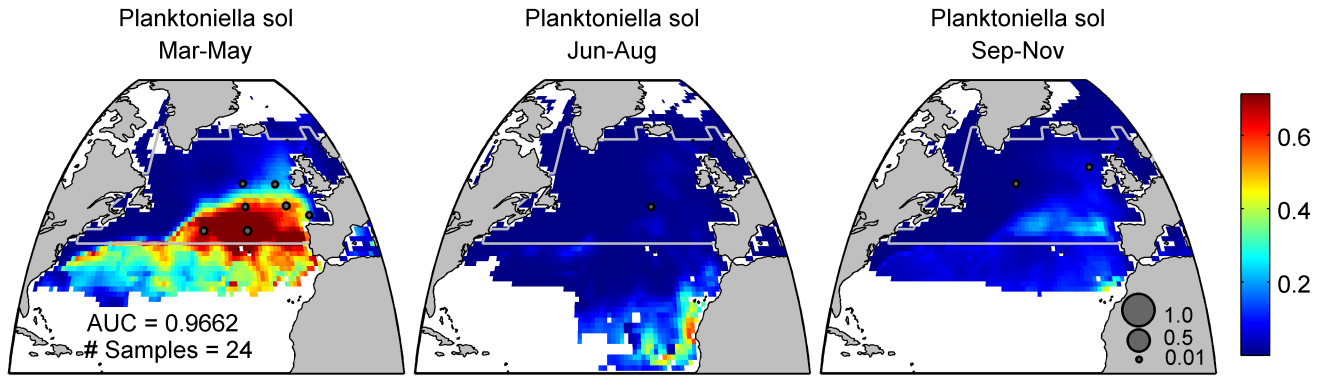 Planktoniella sol
Mar-May
Planktoniella sol
Jun-Aug
Planktoniella sol
Sep-Nov
AUC = 0.9662
# Samples = 24
1.0
0.5
0.01
0.6
0.4
0.2